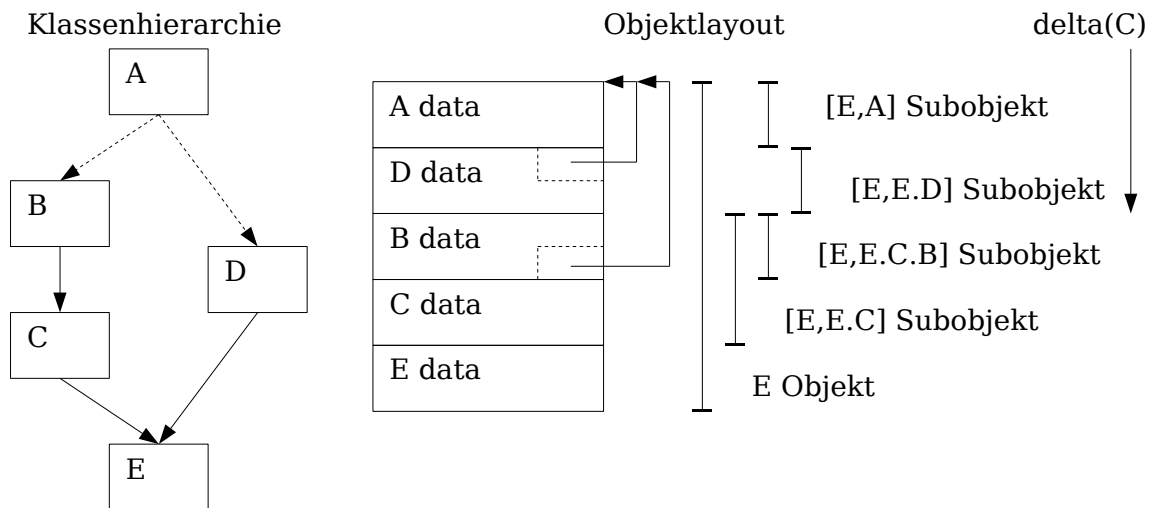 Klassenhierarchie
A
B
D
C
E
Objektlayout
A data
D data
B data
C data
E data
[E,A] Subobjekt
[E,E.D] Subobjekt
[E,E.C.B] Subobjekt
[E,E.C] Subobjekt
E Objekt
delta(C)